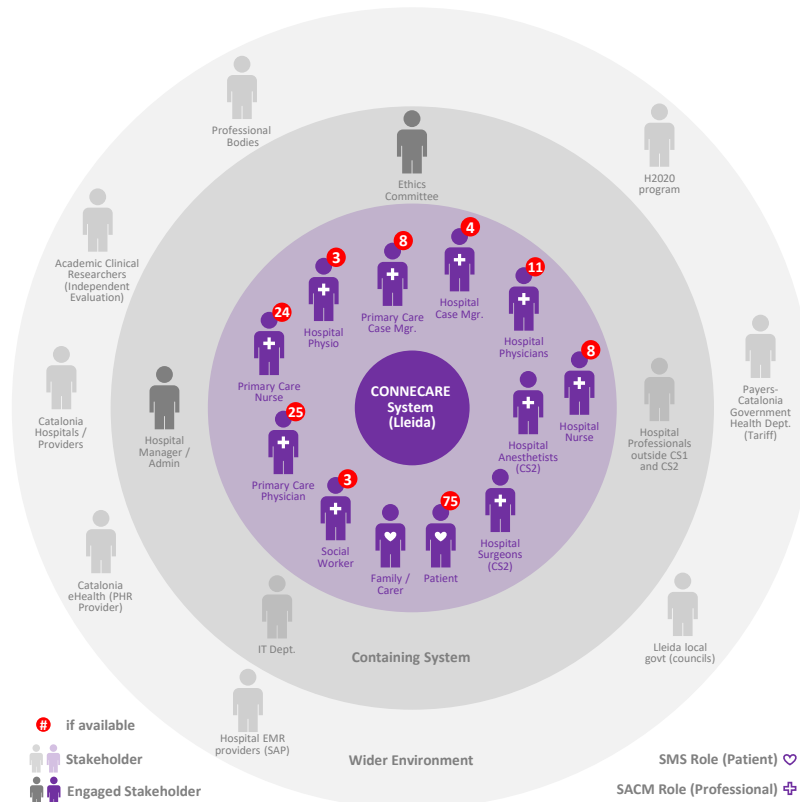 Professional
Bodies
H2020
program
Ethics
Committee
Academic Clinical
Researchers
(Independent
Evaluation)
4
Hospital
Case Mgr.
8
Primary Care
Case Mgr.
3
Hospital
Physio
11
Hospital
Physicians
24
Primary Care
Nurse
8
Hospital
Nurse
CONNECARE
System
(Lleida)
Hospital
Anesthetists
(CS2)
Catalonia
Hospitals /
Providers
Hospital
Manager /
Admin
Hospital
Professionals
outside CS1
and CS2
Payers-
Catalonia
Government
Health Dept.
(Tariff)
25
Primary Care
Physician
3
Social
Worker
Family /
Carer
75
Patient
Hospital
Surgeons
(CS2)
Catalonia
eHealth (PHR
Provider)
IT Dept.
Containing System
Lleida local
govt (councils)
Hospital EMR
providers (SAP)
Wider Environment
# if available
Stakeholder
Engaged Stakeholder
SMS Role (Patient)
SACM Role (Professional)